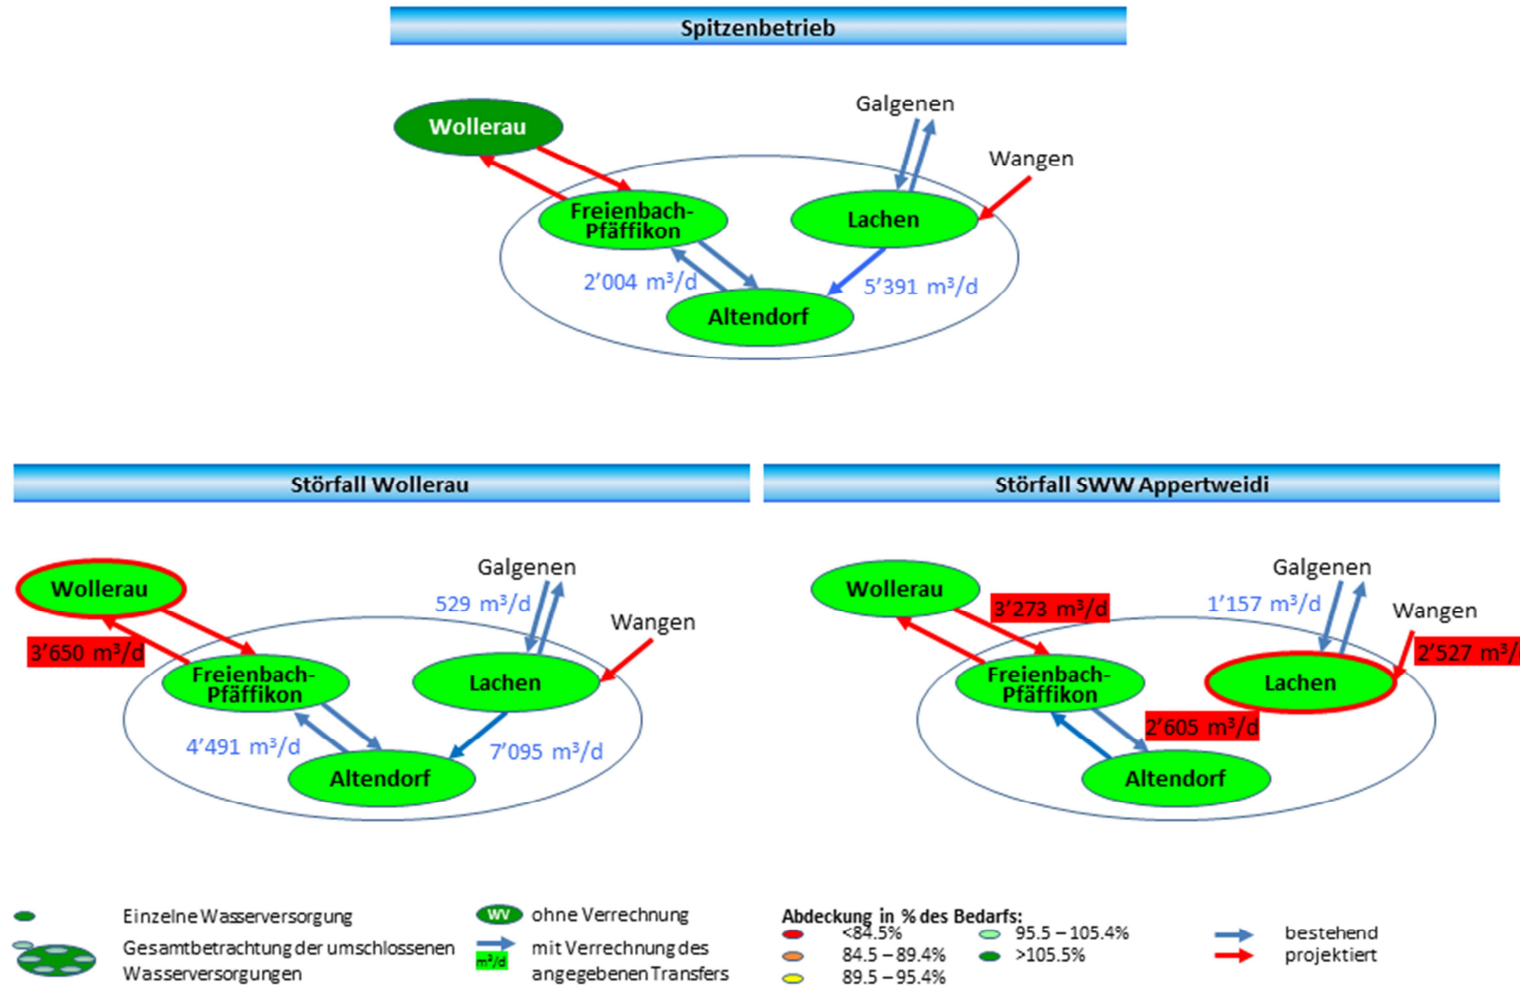 Spitzenbetrieb
Galgenen
Wollerau
Wangen
Freienbach-
Pfäffikon
Lachen
2’004 m³/d
5’391 m³/d
Altendorf
Störfall Wollerau
Störfall SWW Appertweidi
Galgenen
Wollerau
529 m³/d
Wangen
3’650 m³/d
Freienbach-
Pfäffikon
Lachen
4’491 m³/d
7’095 m³/d
Altendorf
Galgenen
Wollerau
3’273 m³/d
1’157 m³/d
Wangen
2’527 m³/
Freienbach-
Pfäffikon
Lachen
2’605 m³/d
Altendorf
Einzelne Wasserversorgung
Gesamtbetrachtung der umschlossenen
Wasserversorgungen
WV ohne Verrechnung
mit Verrechnung des
m³/d angegebenen Transfers
Abdeckung in % des Bedarfs:
<84.5%
84.5 – 89.4%
89.5 – 95.4%
95.5 – 105.4%
>105.5%
bestehend
projektiert